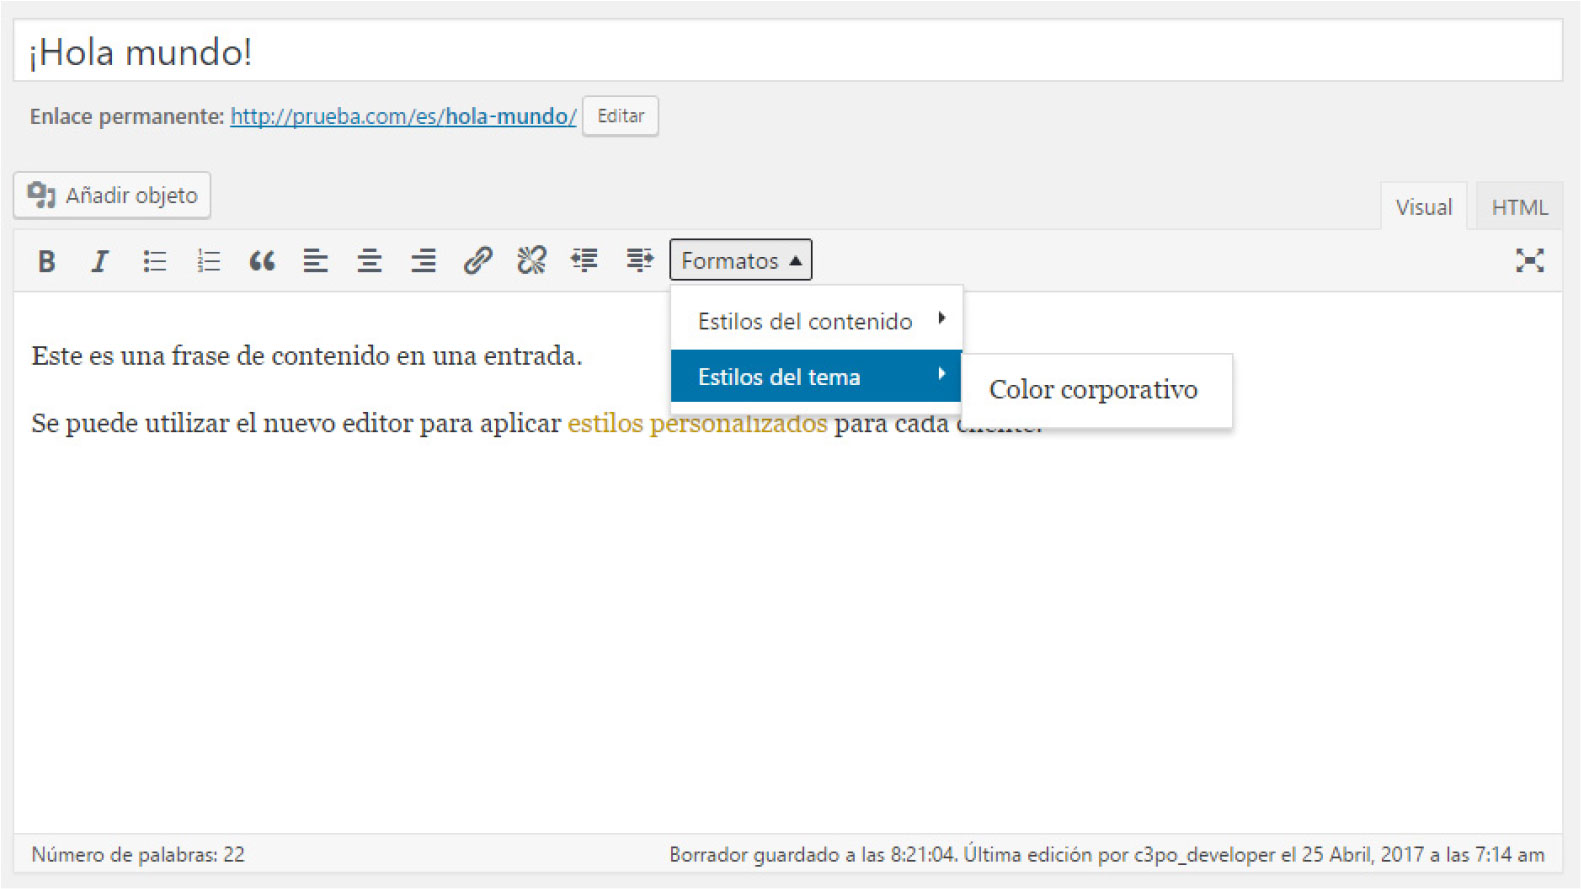 ¡Hola mundo!
Enlace permanente: http://prueba.com/es/hola-mundo/ Editar
Añadir objeto
Visual HTML
B I Formatos
Estilos del contenido
Este es una frase de contenido en una entrada.
Estilos del tema
Color corporativo
Se puede utilizar el nuevo editor para aplicar estilos personalizados para cada
Número de palabras: 22
Borrador guardado a las 8:21:04. Última edición por c3po_developer el 25 Abril, 2017 a las 7:14 am